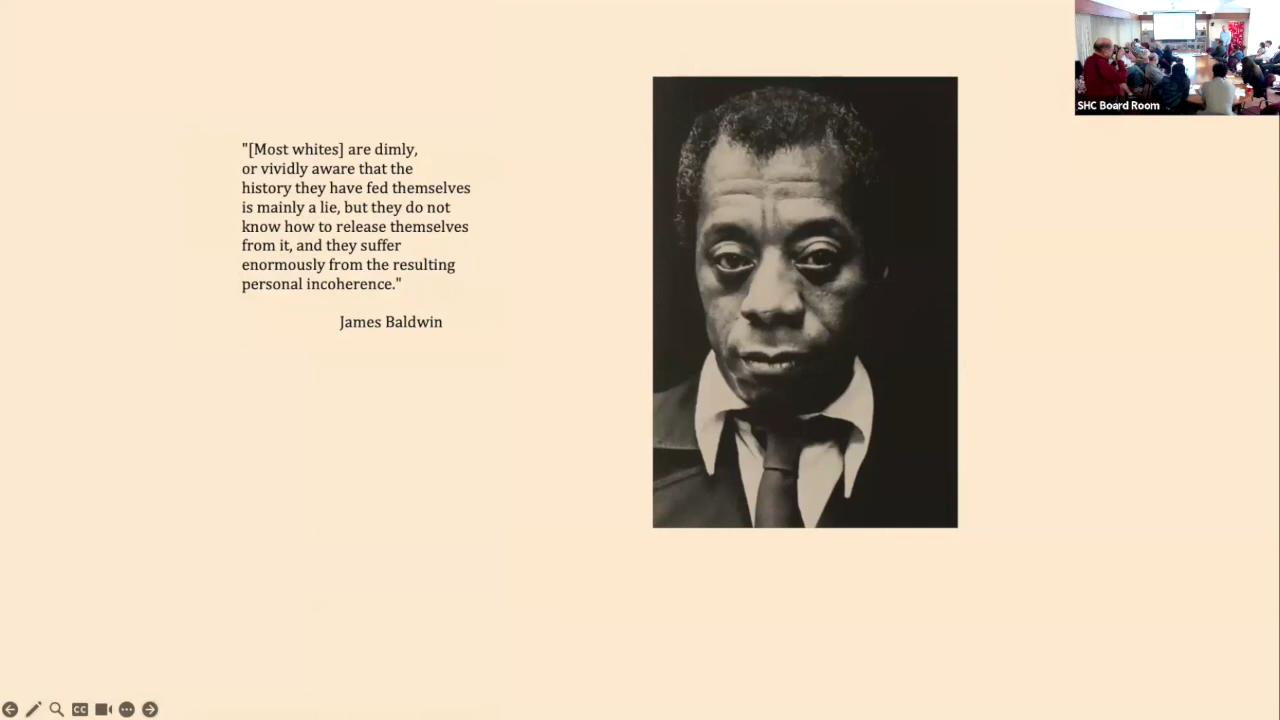 "[Most whites] are dimly,
or vividly aware that the
history they have fed themselves
is mainly a lie, but they do not
know how to release themselves
from it, and they suffer
enormously from the resulting
personal incoherence."
James Baldwin
SHC Board Room
CC